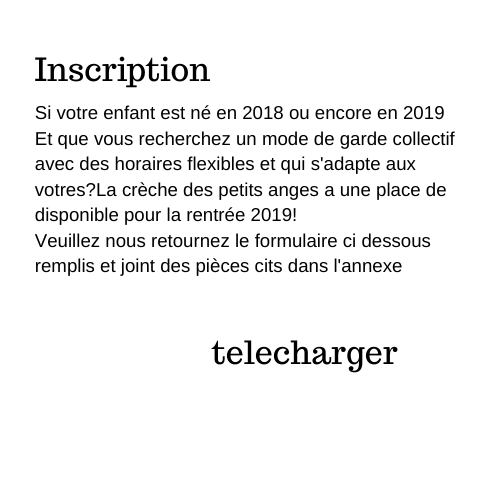 Inscription
Si votre enfant est né en 2018 ou encore en 2019
Et que vous recherchez un mode de garde collectif
avec des horaires flexibles et qui s'adapte aux
votres?La crèche des petits anges a une place de
disponible pour la rentrée 2019!
Veuillez nous retournez le formulaire ci dessous
remplis et joint des pièces cits dans l'annexe
telecharger